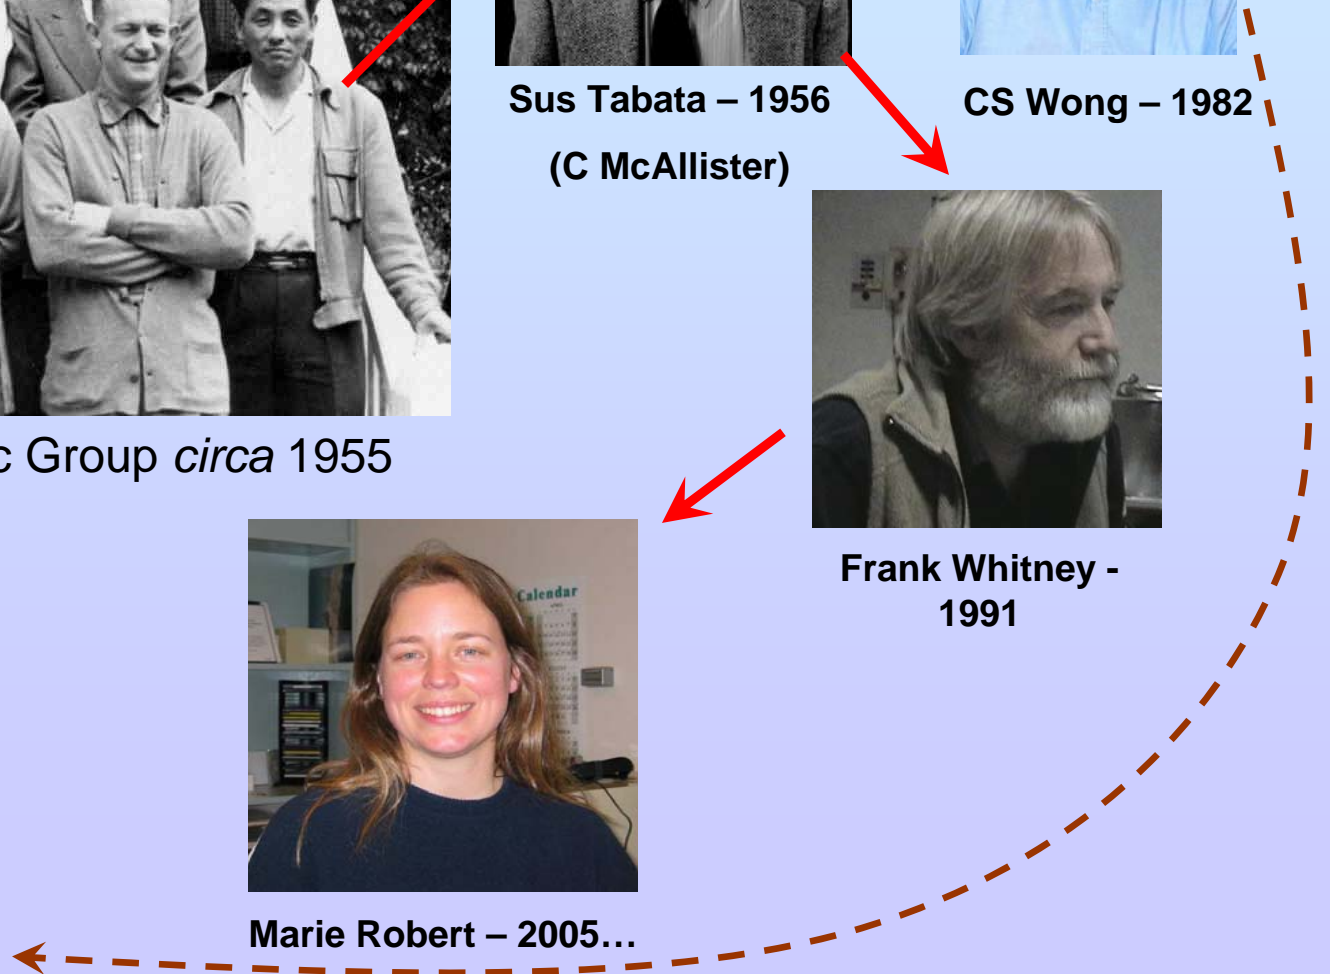 Sus Tabata – 1956
CS Wong – 1982
(C McAllister)
Group circa 1955
Calendar
Frank Whitney -
1991
Marie Robert – 2005…